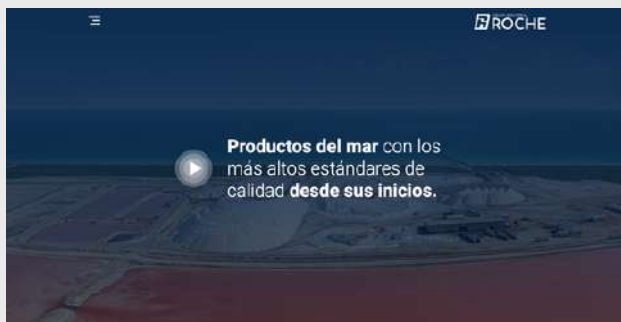 ROCHE
Productos del mar con los
más altos estándares de
calidad desde sus inicios.